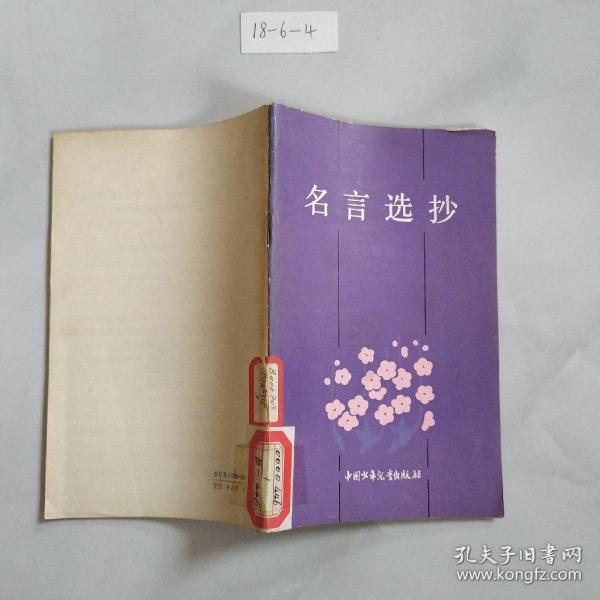 18-6-4
名言选抄
中国少年儿童出版社
0000446
孔夫子旧书网
www.kongfz.com